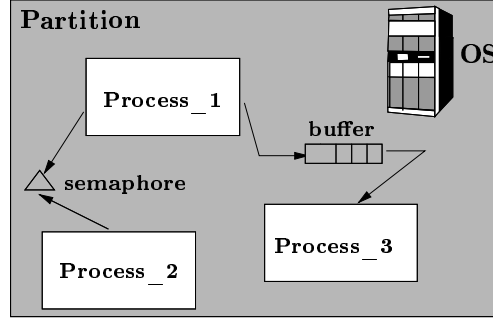 Partition
OS
Process_1
buffer
semaphore
Process_3
Process_2